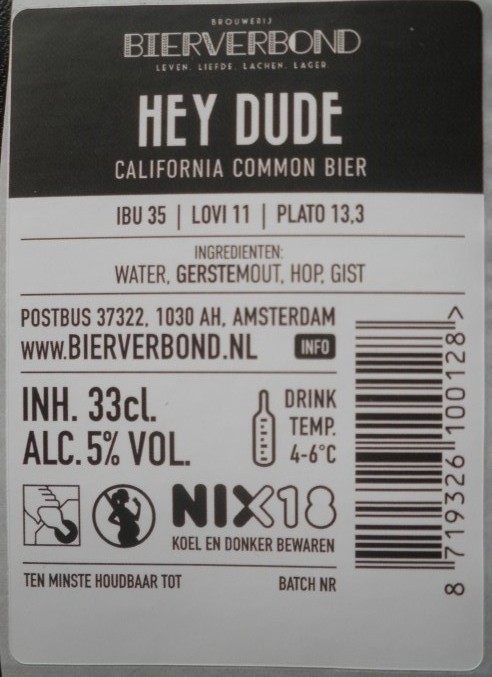 BROUWERIJ
BIERVERBOND
LEVEN. LIEFDE. LACHEN. LAGER
HEY DUDE
CALIFORNIA COMMON BIER
IBU 35 | LOVI 11 | PLATO 13,3
INGREDIENTEN:
WATER, GERSTEMOUT, HOP, GIST
POSTBUS 37322, 1030 AH, AMSTERDAM
WWW.BIERVERBOND.NL INFO
INH. 33cl.
ALC. 5% VOL.
DRINK
TEMP.
4-6°C
NIX18
KOEL EN DONKER BEWAREN
TEN MINSTE HOUDBAAR TOT
BATCH NR
8 719326 100128 >